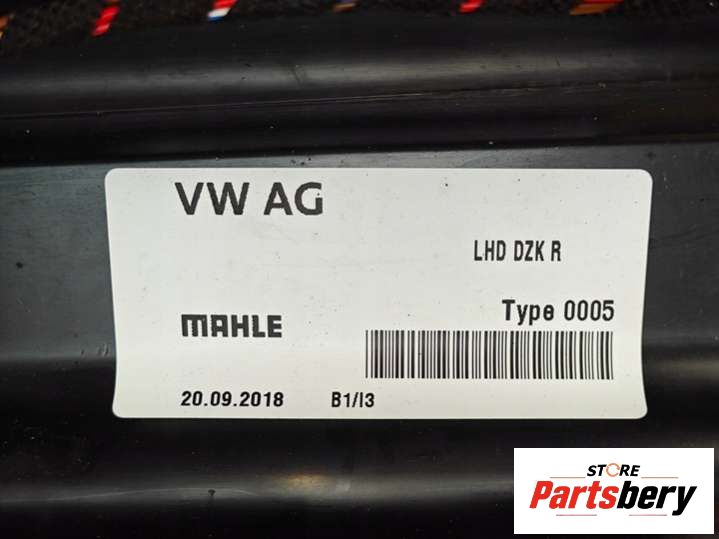 VW AG
LHD DZK R
MAHLE
Type 0005
20.09.2018 B1/I3
STORE
Partsbery